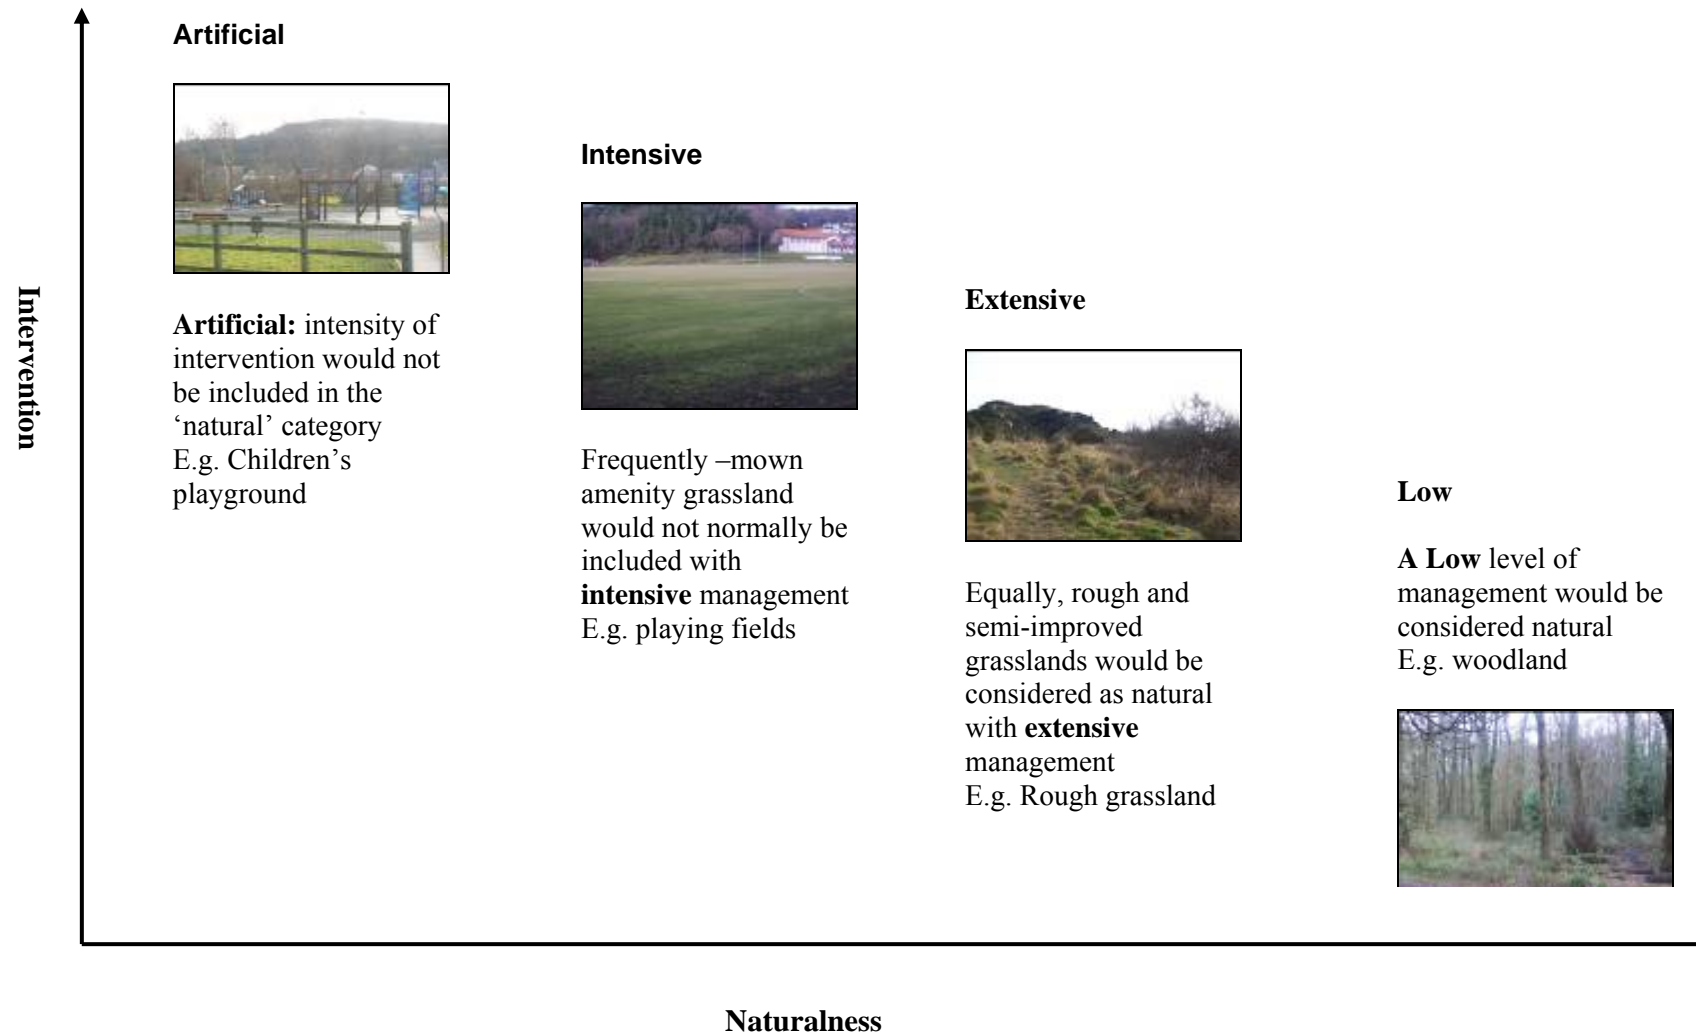 Artificial
Artificial: intensity of
intervention would not
be included in the
‘natural’ category
E.g. Children’s
playground
Intensive
Frequently –mown
amenity grassland
would not normally be
included with
intensive management
E.g. playing fields
Extensive
Equally, rough and
semi-improved
grasslands would be
considered as natural
with extensive
management
E.g. Rough grassland
Low
A Low level of
management would be
considered natural
E.g. woodland
Intervention
Naturalness